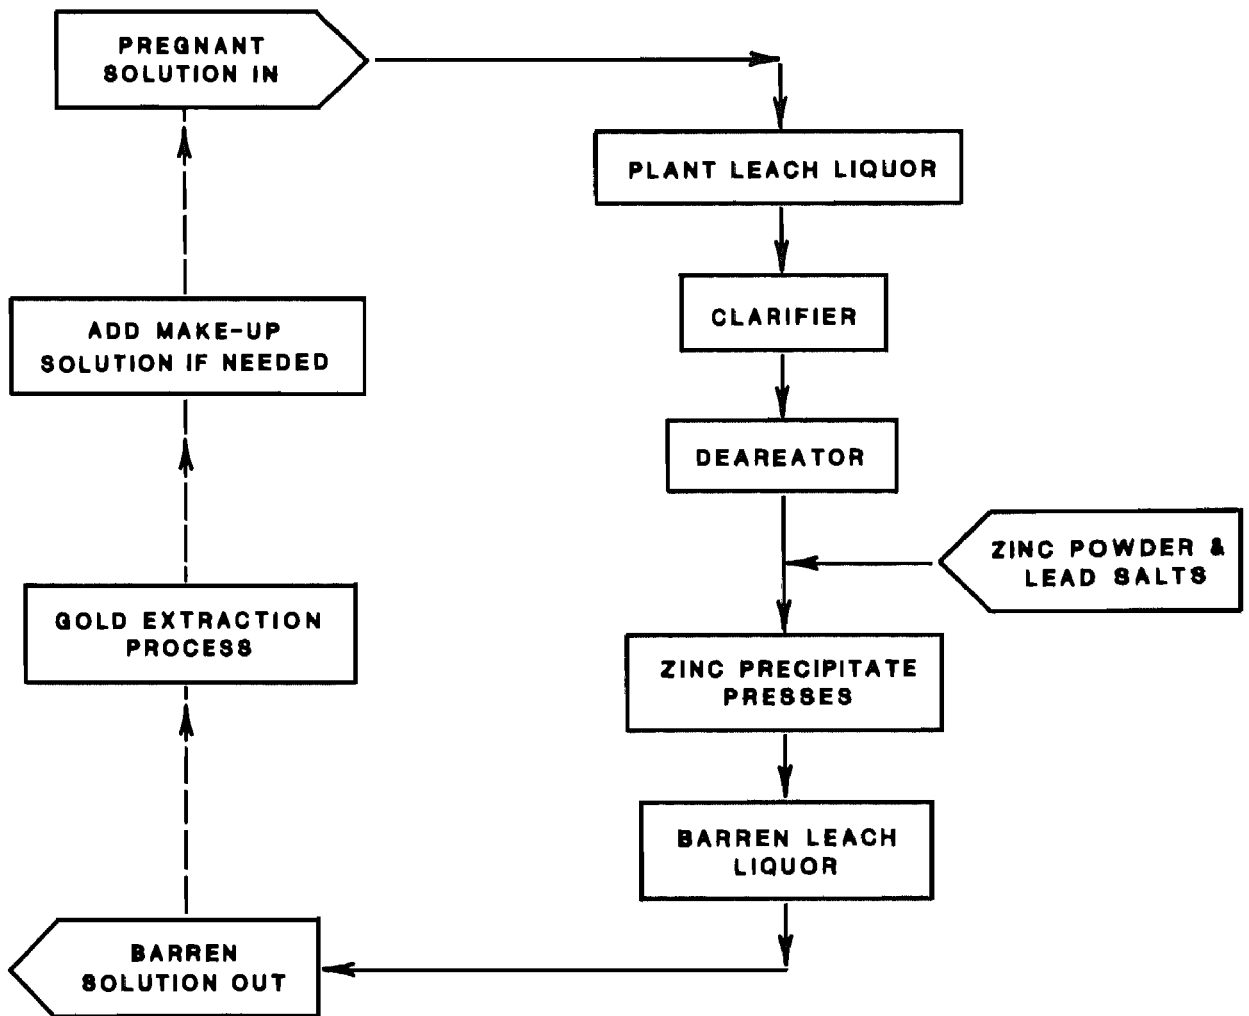 PREGNANT
SOLUTION IN
PLANT LEACH LIQUOR
CLARIFIER
ADD MAKE-UP
SOLUTION IF NEEDED
DEAREATOR
ZINC POWDER &
LEAD SALTS
GOLD EXTRACTION
PROCESS
ZINC PRECIPITATE
PRESSES
BARREN LEACH
LIQUOR
BARREN
SOLUTION OUT